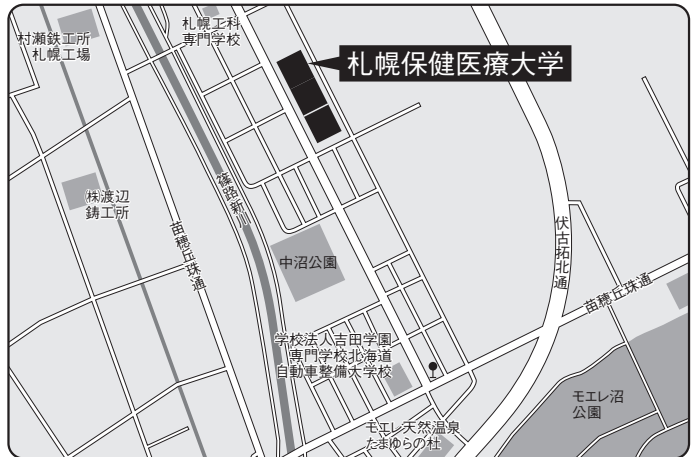 札幌工科
専門学校
村瀬鉄工所
札幌工場
札幌保健医療大学
㈱渡辺
鋳工所
篠路新川
苗穂丘珠通
伏古拓北通
中沼公園
苗穂丘珠通
学校法人吉田学園
専門学校北海道
自動車整備大学校
モエレ沼
公園
モエレ天然温泉
たまゆらの杜